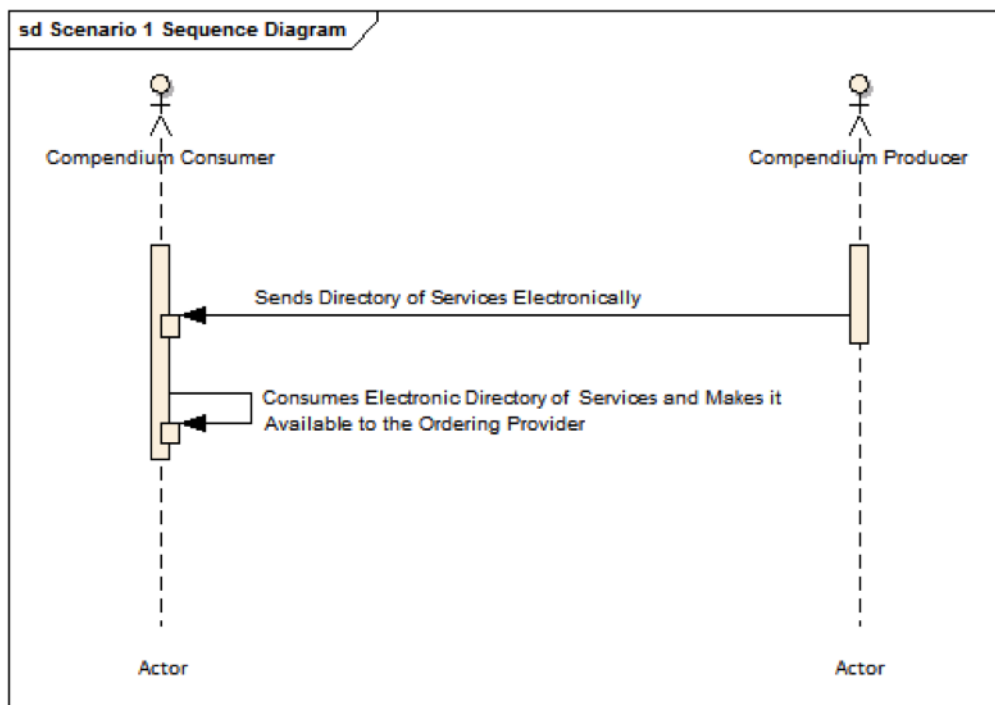 sd Scenario 1 Sequence Diagram
Compendium Consumer
Compendium Producer
Sends Directory of Services Electronically
Consumes Electronic Directory of Services and Makes it
Available to the Ordering Provider
Actor
Actor